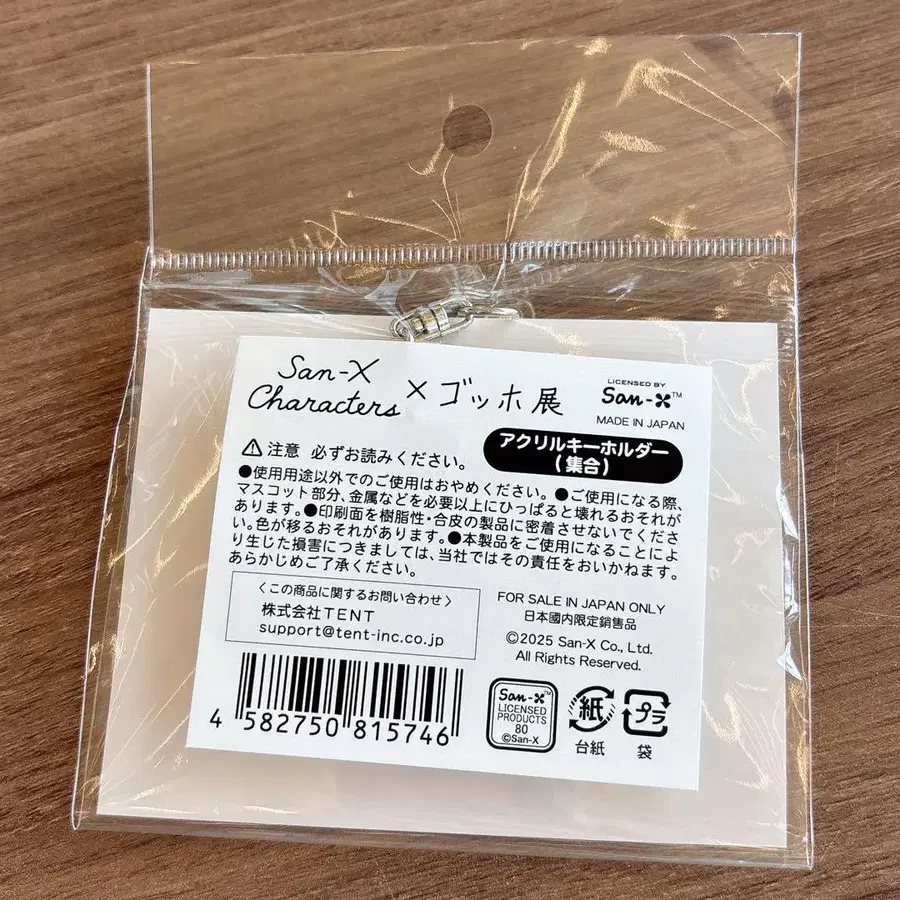 San-X
Characters × ゴッホ展
LICENSED BY
San-X™
MADE IN JAPAN
⚠注意 必ずお読みください。
アクリルキーホルダー
(集合)
●使用用途以外でのご使用はおやめください。●ご使用になる際、
マスコット部分、金属などを必要以上にひっぱると壊れるおそれが
あります。●印刷面を樹脂性・合皮の製品に密着させないでくださ
い。色が移るおそれがあります。●本製品をご使用になることによ
り生じた損害につきましては、当社ではその責任をおいかねます。
あらかじめご了承ください。
〈この商品に関するお問い合わせ〉
株式会社TENT
support@tent-inc.co.jp
FOR SALE IN JAPAN ONLY
日本國内限定銷售品
©2025 San-X Co., Ltd.
All Rights Reserved.
4 582750 815746
San-X™
LICENSED
PRODUCTS
80
©San-X
紙
台紙
プラ
袋